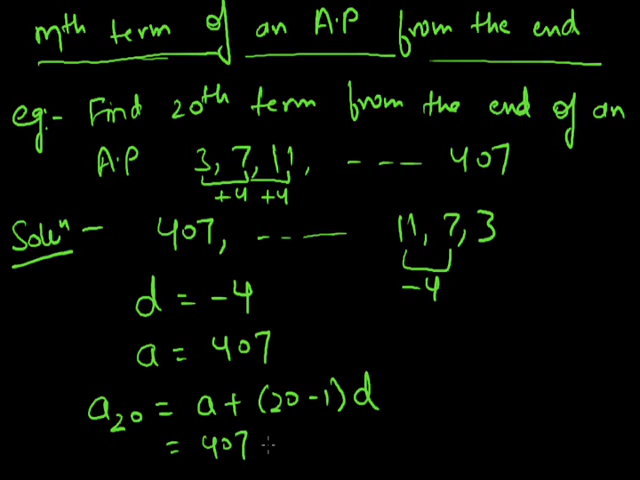 mth term of an A.P from the end
eg:- Find 20th term from the end of an
A.P 3, 7, 11, - - - - 407
+4 +4
Soluⁿ - 407, - - - — 11, 7, 3
-4
d = -4
a = 407
a₂₀ = a + (20-1)d
= 407